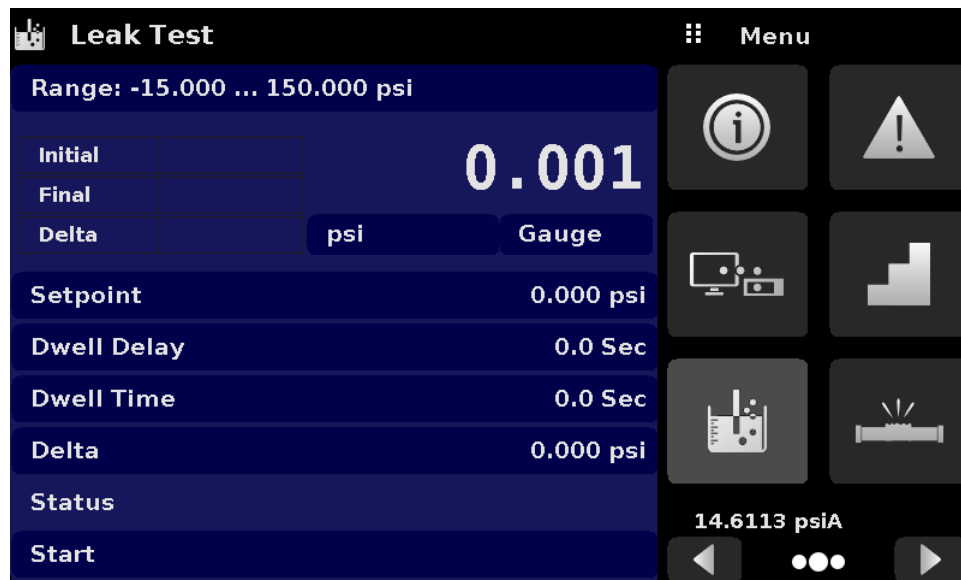 Leak Test
Menu
Range: -15.000 ... 150.000 psi
Initial
0.001
Final
Delta
psi
Gauge
Setpoint 0.000 psi
Dwell Delay 0.0 Sec
Dwell Time 0.0 Sec
Delta 0.000 psi
Status
Start
14.6113 psiA